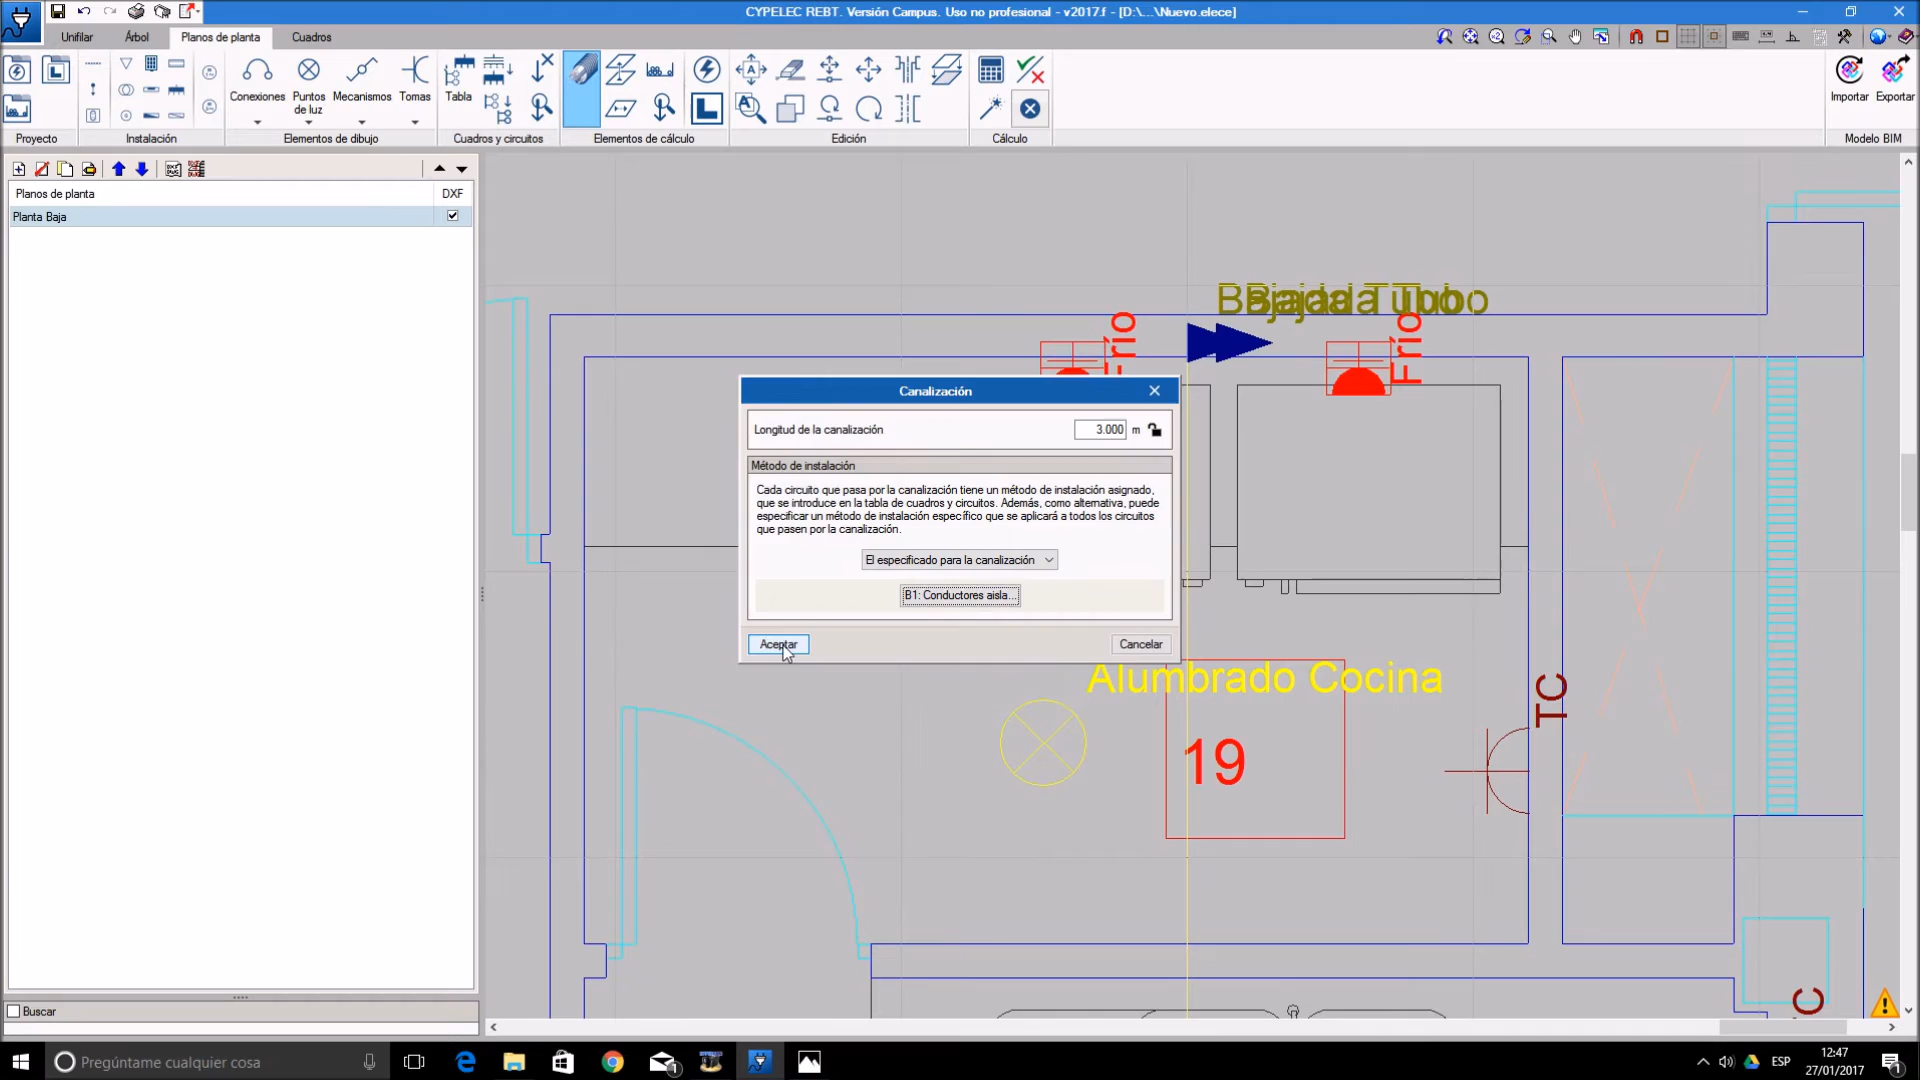 CYPELEC REBT. Versión Campus. Uso no profesional - v2017.f - [D:\...\Nuevo.elece]
Unifilar
Árbol
Planos de planta
Cuadros
Conexiones
Puntos de luz
Mecanismos
Tomas
Tabla
Importar
Exportar
Proyecto
Instalación
Elementos de dibujo
Cuadros y circuitos
Elementos de cálculo
Edición
Cálculo
Modelo BIM
Planos de planta
DXF
Planta Baja
Bajada Tubo
Frío
Frío
Canalización
Longitud de la canalización
3.000 m
Método de instalación
Cada circuito que pasa por la canalización tiene un método de instalación asignado,
que se introduce en la tabla de cuadros y circuitos. Además, como alternativa, puede
especificar un método de instalación específico que se aplicará a todos los circuitos
que pasen por la canalización.
El especificado para la canalización
B1: Conductores aisla...
Aceptar
Cancelar
Alumbrado Cocina
TC
19
C
Buscar
Pregúntame cualquier cosa
ESP
12:47
27/01/2017